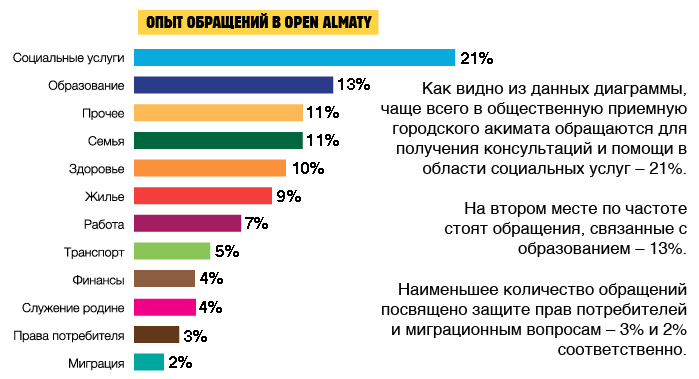 ОПЫТ ОБРАЩЕНИЙ В OPEN ALMATY
Социальные услуги 21%
Образование 13%
Прочее 11%
Семья 11%
Здоровье 10%
Жилье 9%
Работа 7%
Транспорт 5%
Финансы 4%
Служение родине 4%
Права потребителя 3%
Миграция 2%
Как видно из данных диаграммы,
чаще всего в общественную приемную
городского акимата обращаются для
получения консультаций и помощи в
области социальных услуг – 21%.
На втором месте по частоте
стоят обращения, связанные с
образованием – 13%.
Наименьшее количество обращений
посвящено защите прав потребителей
и миграционным вопросам – 3% и 2%
соответственно.